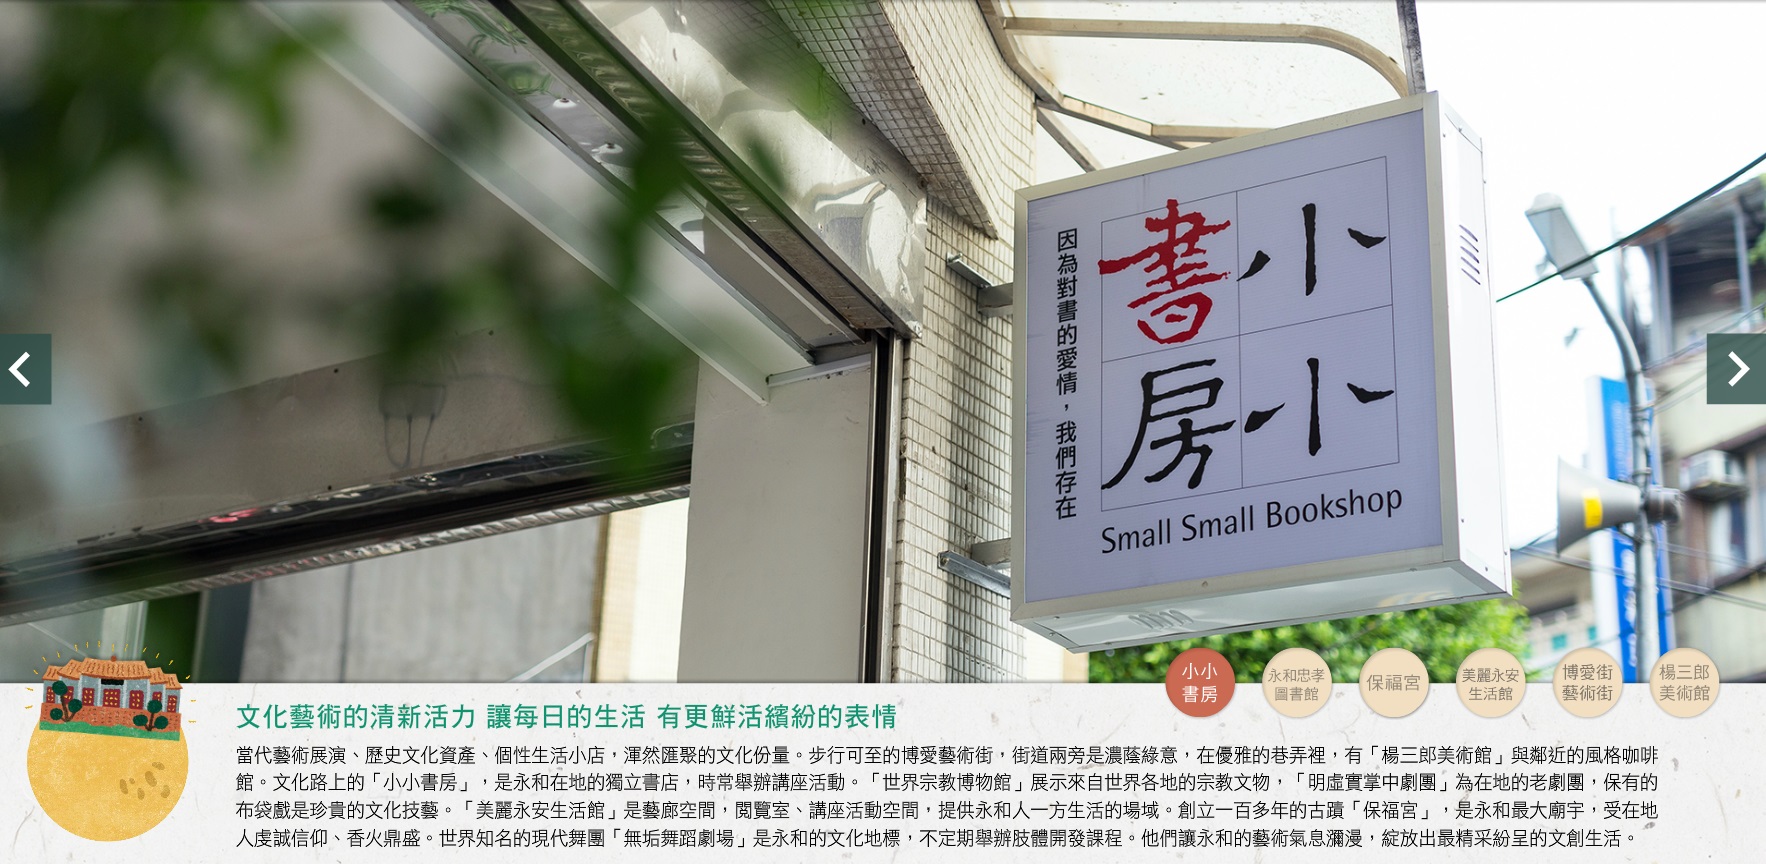 小小
書房
因為對書的愛情，我們存在
Small Small Bookshop
小小
書房
永和忠孝
圖書館
保福宮
美麗永安
生活館
博愛街
藝術街
楊三郎
美術館
文化藝術的清新活力 讓每日的生活 有更鮮活繽紛的表情
當代藝術展演、歷史文化資產、個性生活小店，渾然匯聚的文化份量。步行可至的博愛藝術街，街道兩旁是濃蔭綠意，在優雅的巷弄裡，有「楊三郎美術館」與鄰近的風格咖啡
館。文化路上的「小小書房」，是永和在地的獨立書店，時常舉辦講座活動。「世界宗教博物館」展示來自世界各地的宗教文物，「明虛實掌中劇團」為在地的老劇團，保有的
布袋戲是珍貴的文化技藝。「美麗永安生活館」是藝廊空間，閱覽室、講座活動空間，提供永和人一方生活的場域。創立一百多年的古蹟「保福宮」，是永和最大廟宇，受在地
人虔誠信仰、香火鼎盛。世界知名的現代舞團「無垢舞蹈劇場」是永和的文化地標，不定期舉辦肢體開發課程。他們讓永和的藝術氣息瀰漫，綻放出最精采紛呈的文創生活。